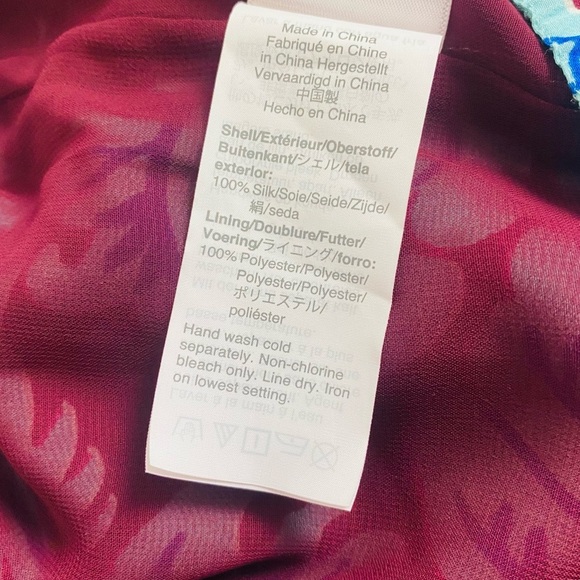 Made in China
Fabriqué en Chine
in China Hergestellt
Vervaardigd in China
中国製
Hecho en China
Shell/Extérieur/Oberstoff/
Buitenkant/シェル/tela
exterior:
100% Silk/Soie/Seide/Zijde/
絹/seda
Lining/Doublure/Futter/
Voering/ライニング/forro:
100% Polyester/Polyester/
Polyester/Polyester/
ポリエステル/
poliéster
Hand wash cold
separately. Non-chlorine
bleach only. Line dry. Iron
on lowest setting.